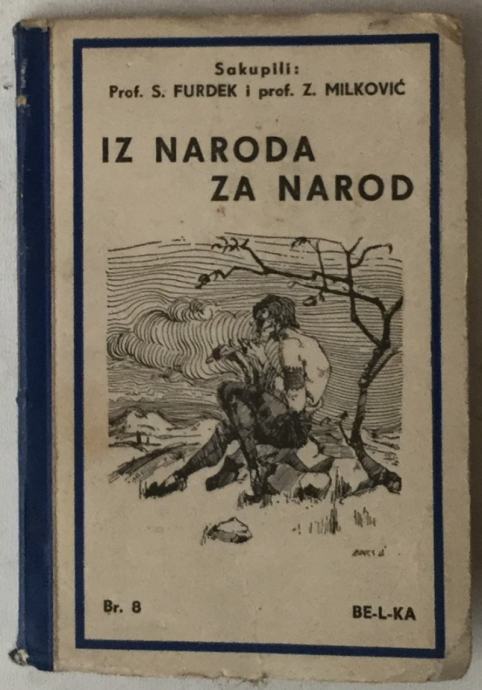 Sakupili:
Prof. S. FURDEK i prof. Z. MILKOVIĆ
IZ NARODA
ZA NAROD
Br. 8
BE-L-KA